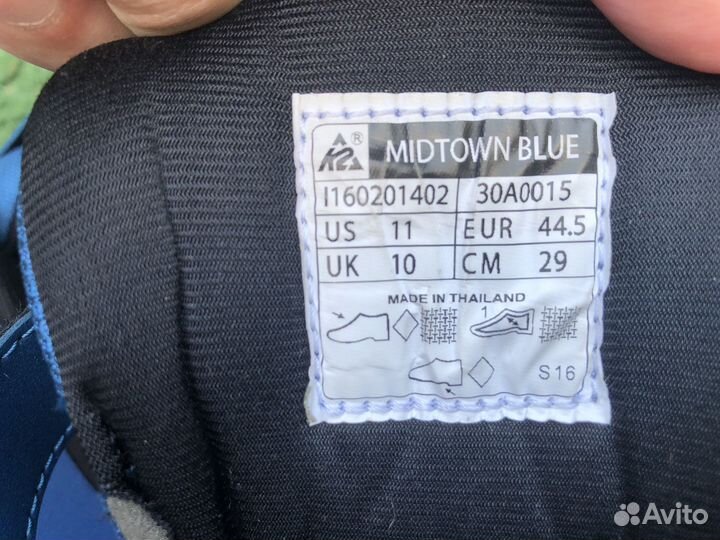 K2® MIDTOWN BLUE
I160201402 30A0015
US 11 EUR 44.5
UK 10 CM 29
MADE IN THAILAND
1
S16
Avito